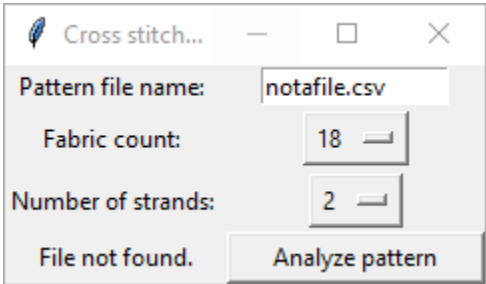 Cross stitch...
Pattern file name: notafile.csv
Fabric count: 18
Number of strands: 2
File not found. Analyze pattern